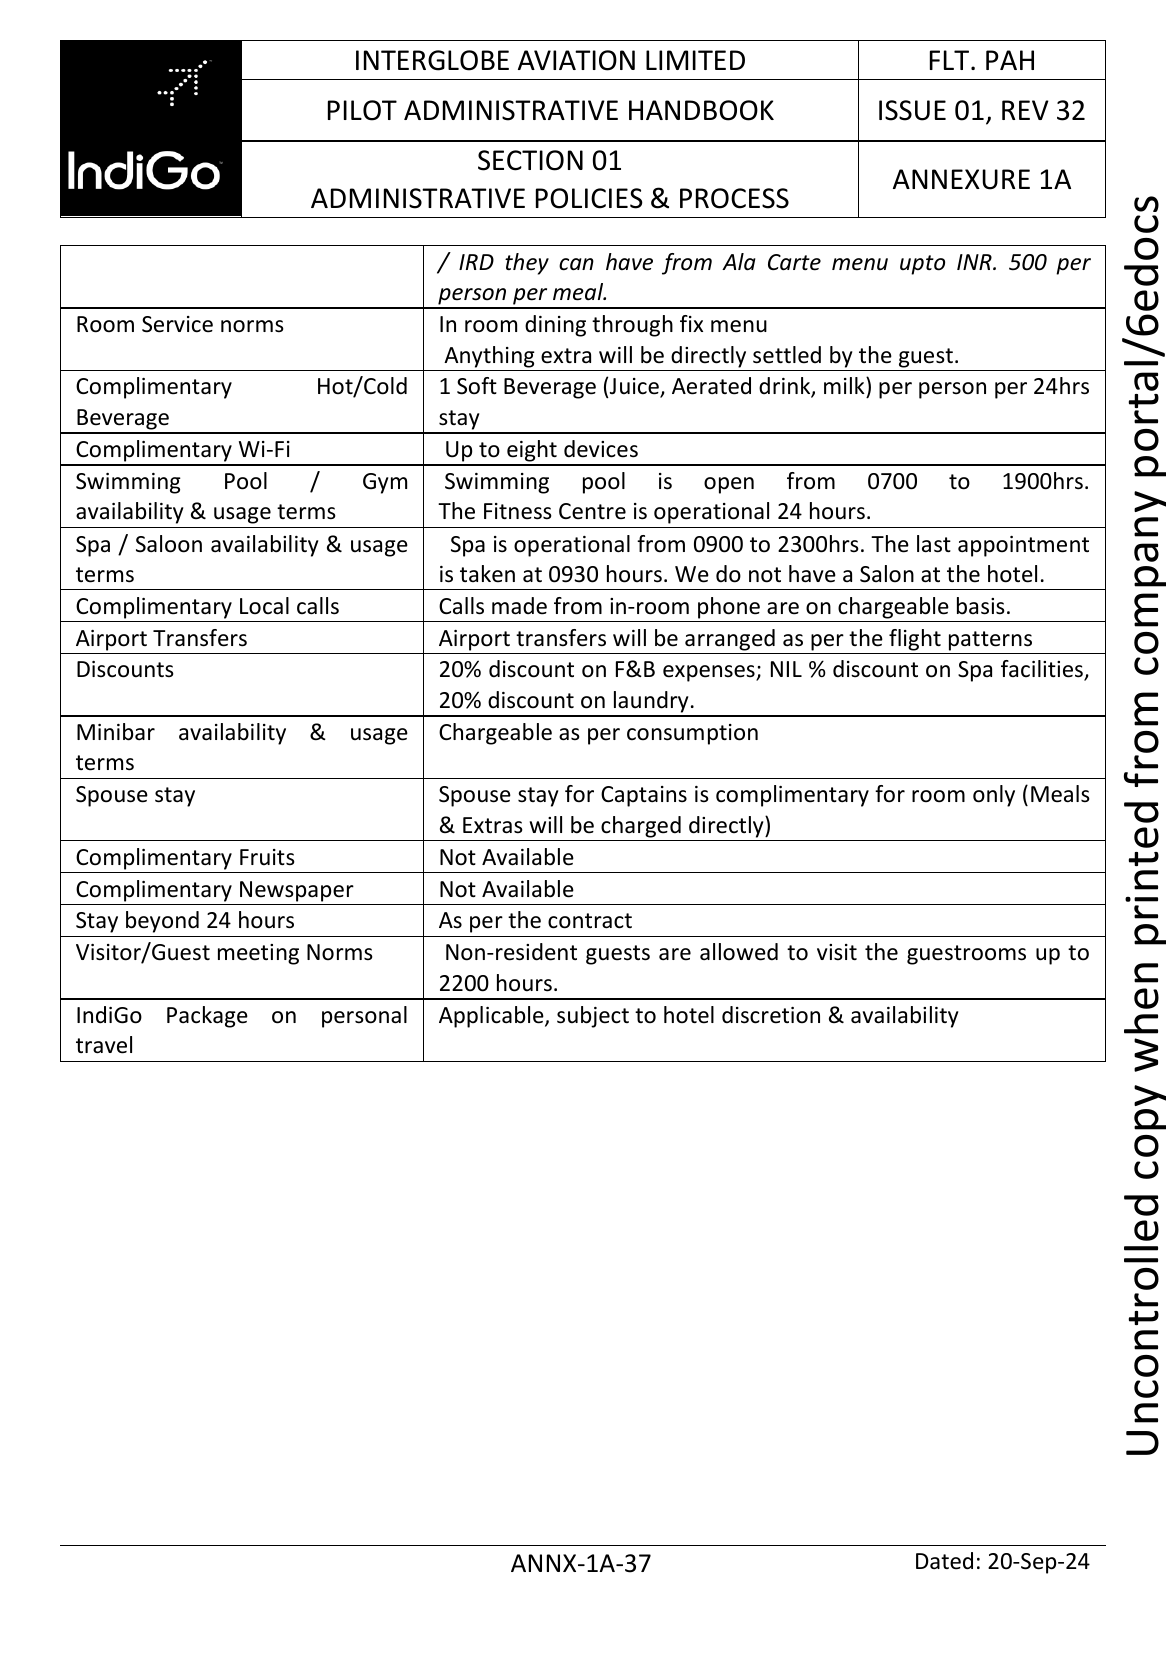 INTERGLOBE AVIATION LIMITED
FLT. PAH
PILOT ADMINISTRATIVE HANDBOOK
ISSUE 01, REV 32
IndiGo
SECTION 01
ADMINISTRATIVE POLICIES & PROCESS
ANNEXURE 1A
/ IRD they can have from Ala Carte menu upto INR. 500 per
person per meal.
Room Service norms
In room dining through fix menu
Anything extra will be directly settled by the guest.
Complimentary Hot/Cold
Beverage
1 Soft Beverage (Juice, Aerated drink, milk) per person per 24hrs
stay
Complimentary Wi-Fi
Up to eight devices
Swimming Pool / Gym
availability & usage terms
Swimming pool is open from 0700 to 1900hrs.
The Fitness Centre is operational 24 hours.
Spa / Saloon availability & usage
terms
Spa is operational from 0900 to 2300hrs. The last appointment
is taken at 0930 hours. We do not have a Salon at the hotel.
Complimentary Local calls
Calls made from in-room phone are on chargeable basis.
Airport Transfers
Airport transfers will be arranged as per the flight patterns
Discounts
20% discount on F&B expenses; NIL % discount on Spa facilities,
20% discount on laundry.
Minibar availability & usage
terms
Chargeable as per consumption
Spouse stay
Spouse stay for Captains is complimentary for room only (Meals
& Extras will be charged directly)
Complimentary Fruits
Not Available
Complimentary Newspaper
Not Available
Stay beyond 24 hours
As per the contract
Visitor/Guest meeting Norms
Non-resident guests are allowed to visit the guestrooms up to
2200 hours.
IndiGo Package on personal
travel
Applicable, subject to hotel discretion & availability
Uncontrolled copy when printed from company portal/6edocs
ANNX-1A-37
Dated: 20-Sep-24